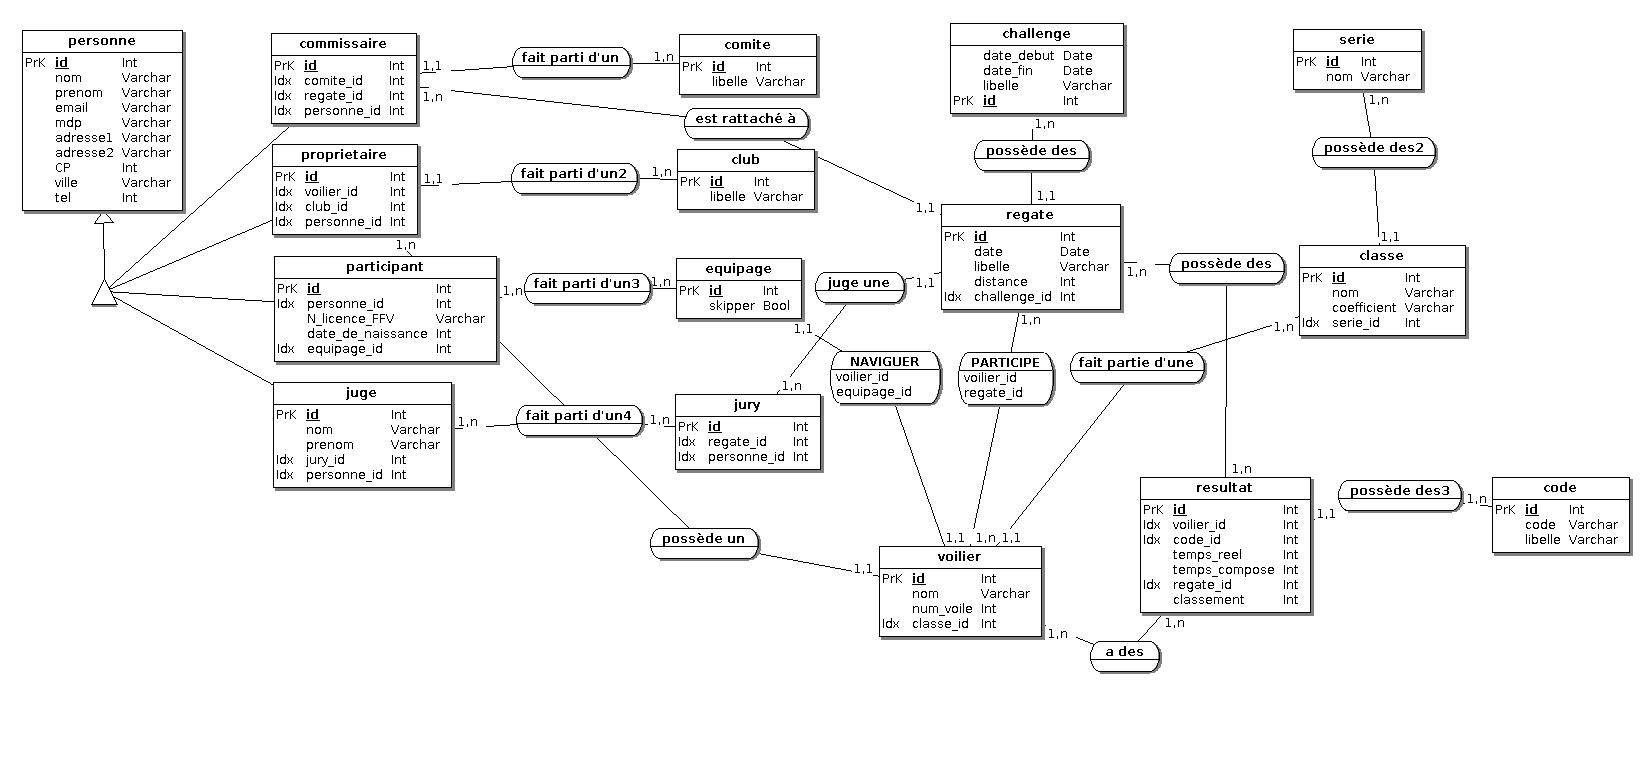 personne
PrK id Int
nom Varchar
prenom Varchar
email Varchar
mdp Varchar
adresse1 Varchar
adresse2 Varchar
CP Int
ville Varchar
tel Int
commissaire
PrK id Int
Idx comite_id Int
Idx regate_id Int
Idx personne_id Int
1,1
1,n
fait parti d'un
1,n
comite
PrK id Int
libelle Varchar
est rattaché à
1,1
proprietaire
PrK id Int
Idx voilier_id Int
Idx club_id Int
Idx personne_id Int
1,1
1,n
fait parti d'un2
1,n
club
PrK id Int
libelle Varchar
participant
PrK id Int
Idx personne_id Int
N_licence_FFV Varchar
date_de_naissance Int
Idx equipage_id Int
1,n
fait parti d'un3
1,n
equipage
PrK id Int
skipper Bool
1,1
juge
PrK id Int
nom Varchar
prenom Varchar
Idx jury_id Int
Idx personne_id Int
1,n
fait parti d'un4
1,n
jury
PrK id Int
Idx regate_id Int
Idx personne_id Int
1,n
juge une
1,1
challenge
date_debut Date
date_fin Date
libelle Varchar
PrK id Int
1,n
possède des
1,1
regate
PrK id Int
date Date
libelle Varchar
distance Int
Idx challenge_id Int
1,n
1,n
possède des
serie
PrK id Int
nom Varchar
1,n
possède des2
1,1
classe
PrK id Int
nom Varchar
coefficient Varchar
Idx serie_id Int
1,n
fait partie d'une
NAVIGUER
voilier_id
equipage_id
PARTICIPE
voilier_id
regate_id
possède un
1,1
1,1
1,n
1,1
voilier
PrK id Int
nom Varchar
num_voile Int
Idx classe_id Int
1,n
a des
1,n
1,n
resultat
PrK id Int
Idx voilier_id Int
Idx code_id Int
temps_reel Int
temps_compose Int
Idx regate_id Int
classement Int
1,1
possède des3
1,n
code
PrK id Int
code Varchar
libelle Varchar